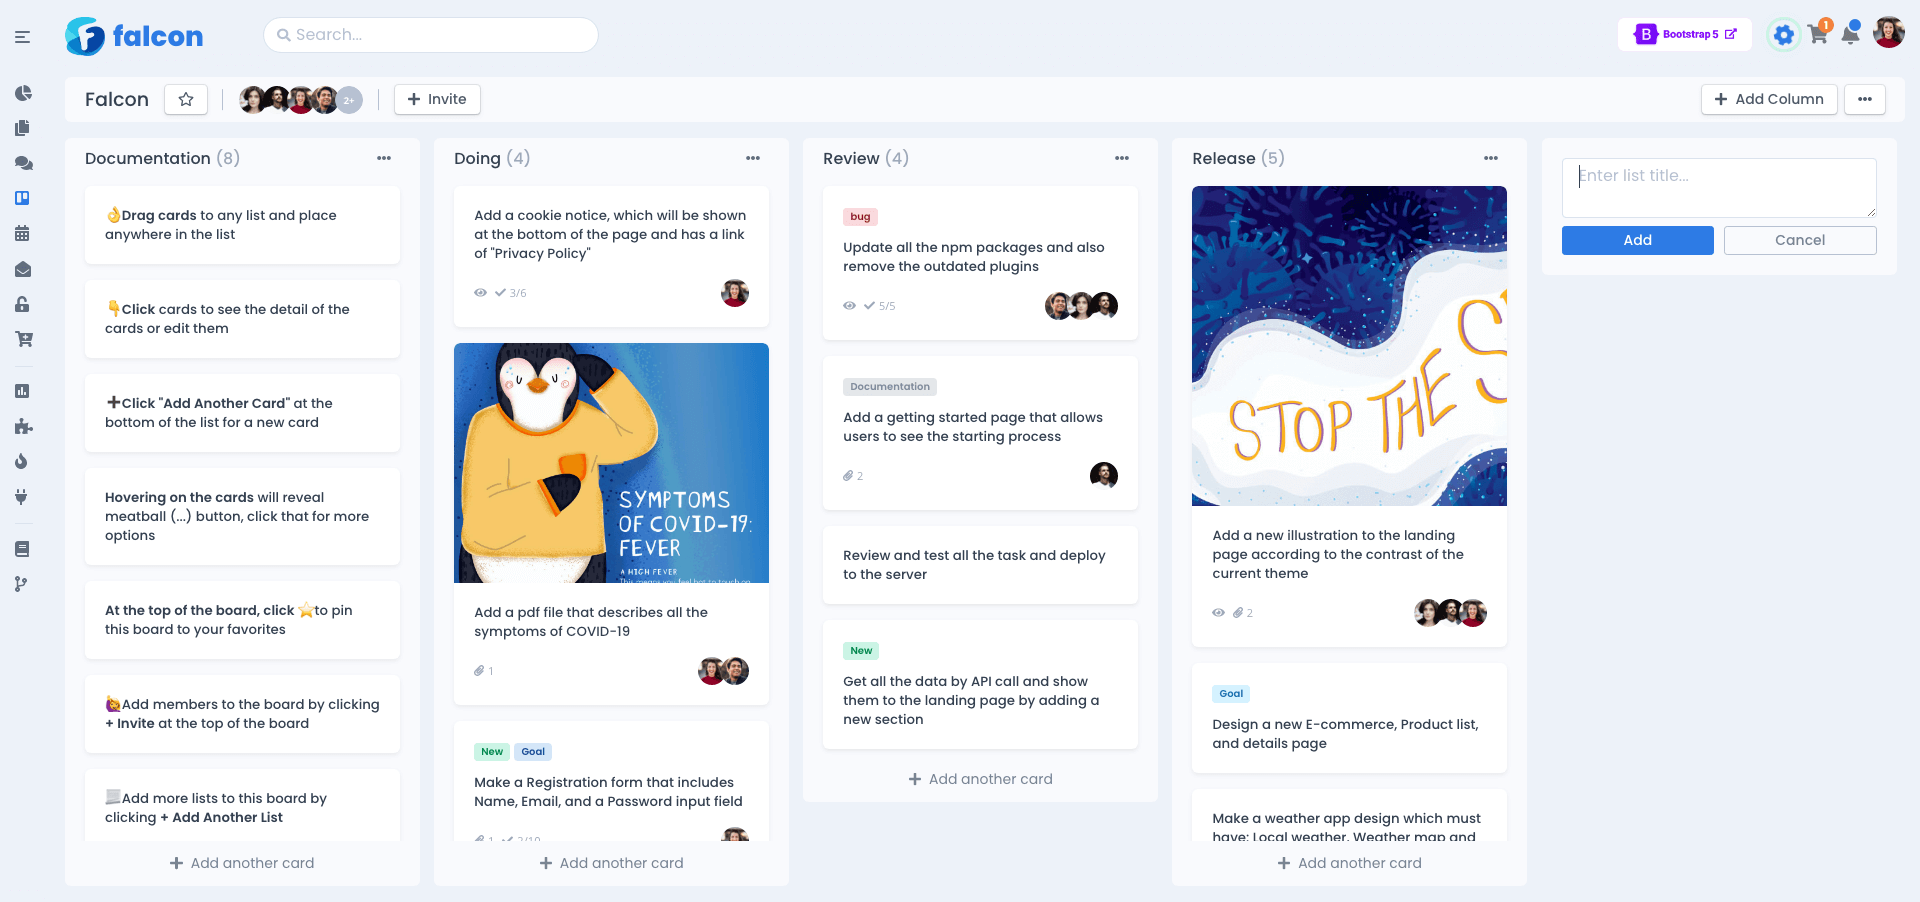 falcon
Search...
Bootstrap 5
1
Falcon
2+
Invite
Add Column
Documentation (8)
Drag cards to any list and place
anywhere in the list
Click cards to see the detail of the
cards or edit them
Click "Add Another Card" at the
bottom of the list for a new card
Hovering on the cards will reveal
meatball (...) button, click that for more
options
At the top of the board, click to pin
this board to your favorites
Add members to the board by clicking
+ Invite at the top of the board
Add more lists to this board by
clicking + Add Another List
Add another card
Doing (4)
Add a cookie notice, which will be shown
at the bottom of the page and has a link
of "Privacy Policy"
3/6
SYMPTOMS
OF COVID-19:
FEVER
A HIGH FEVER
This means you feel hot to touch on
Add a pdf file that describes all the
symptoms of COVID-19
1
New Goal
Make a Registration form that includes
Name, Email, and a Password input field
1
Add another card
Review (4)
bug
Update all the npm packages and also
remove the outdated plugins
5/5
Documentation
Add a getting started page that allows
users to see the starting process
2
Review and test all the task and deploy
to the server
New
Get all the data by API call and show
them to the landing page by adding a
new section
Add another card
Release (5)
STOP THE S
Add a new illustration to the landing
page according to the contrast of the
current theme
2
Goal
Design a new E-commerce, Product list,
and details page
Make a weather app design which must
have: Local weather, Weather map and
Add another card
Enter list title...
Add
Cancel